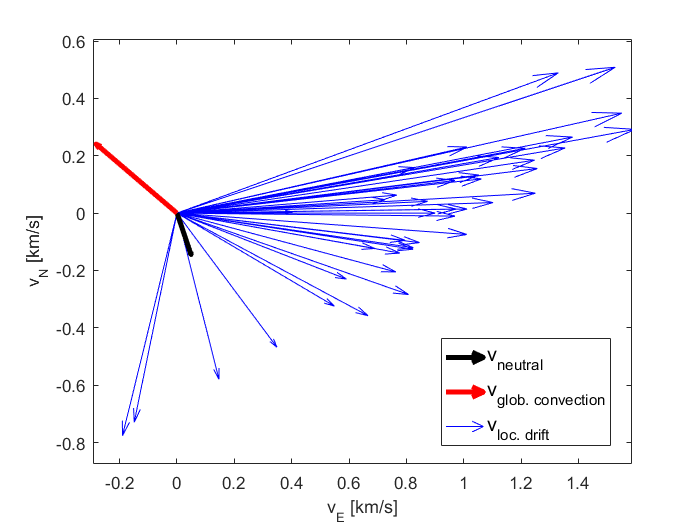 0.6
0.4
0.2
0
-0.2
-0.4
-0.6
-0.8
v_N [km/s]
v_neutral
v_glob. convection
v_loc. drift
-0.2 0 0.2 0.4 0.6 0.8 1 1.2 1.4
v_E [km/s]